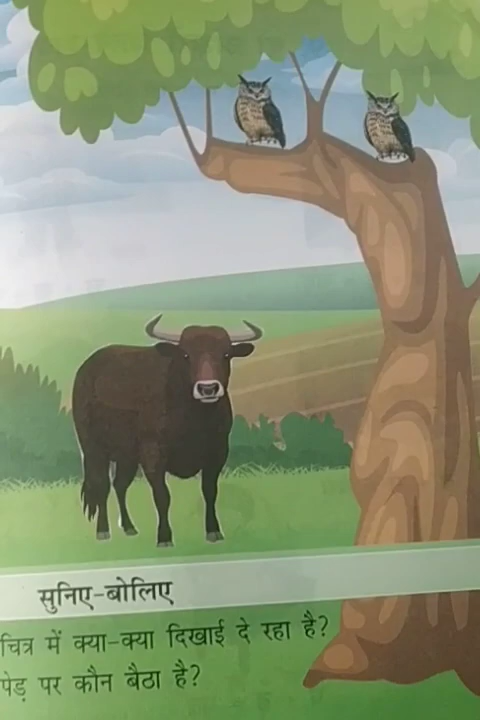 सुनिए-बोलिए
चित्र में क्या-क्या दिखाई दे रहा है?
पेड़ पर कौन बैठा है?